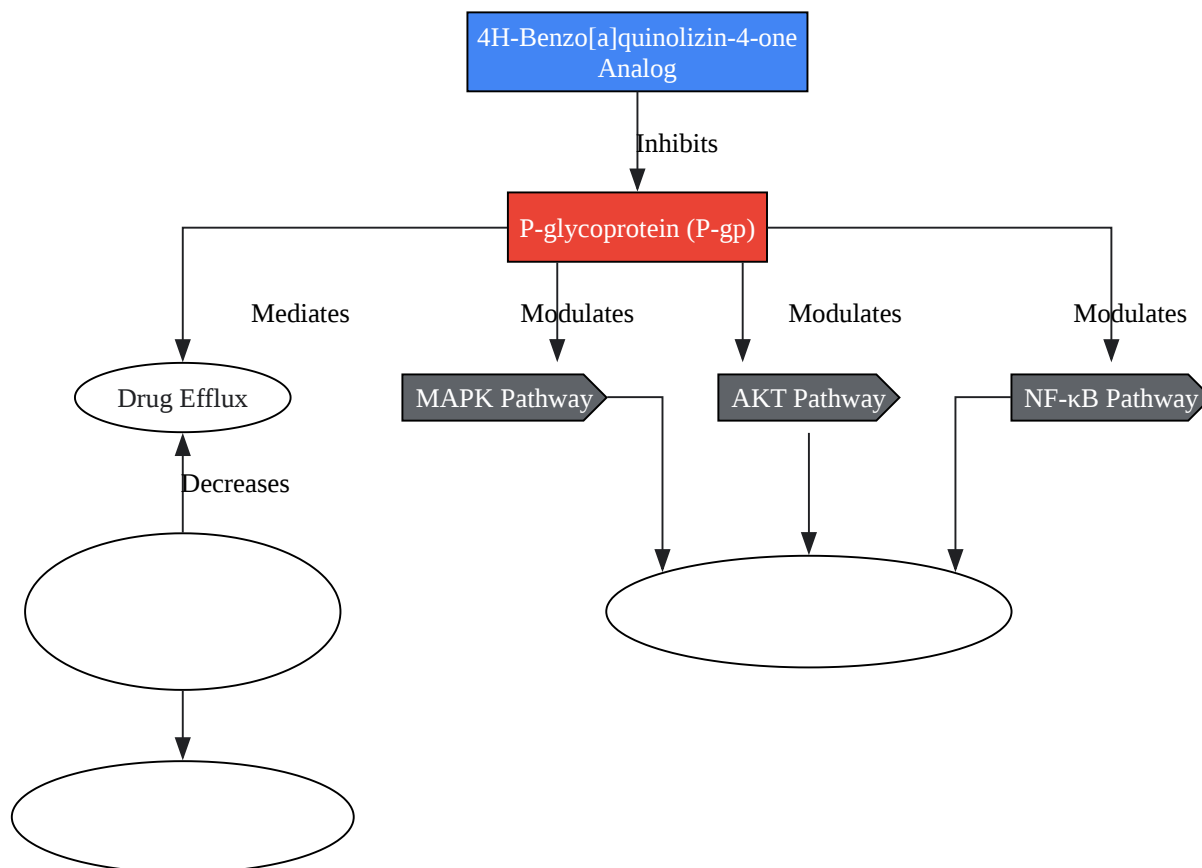 4H-Benzo[a]quinolizin-4-one
Analog
Inhibits
P-glycoprotein (P-gp)
Mediates
Modulates
Modulates
Modulates
Drug Efflux
MAPK Pathway
AKT Pathway
NF-κB Pathway
Decreases